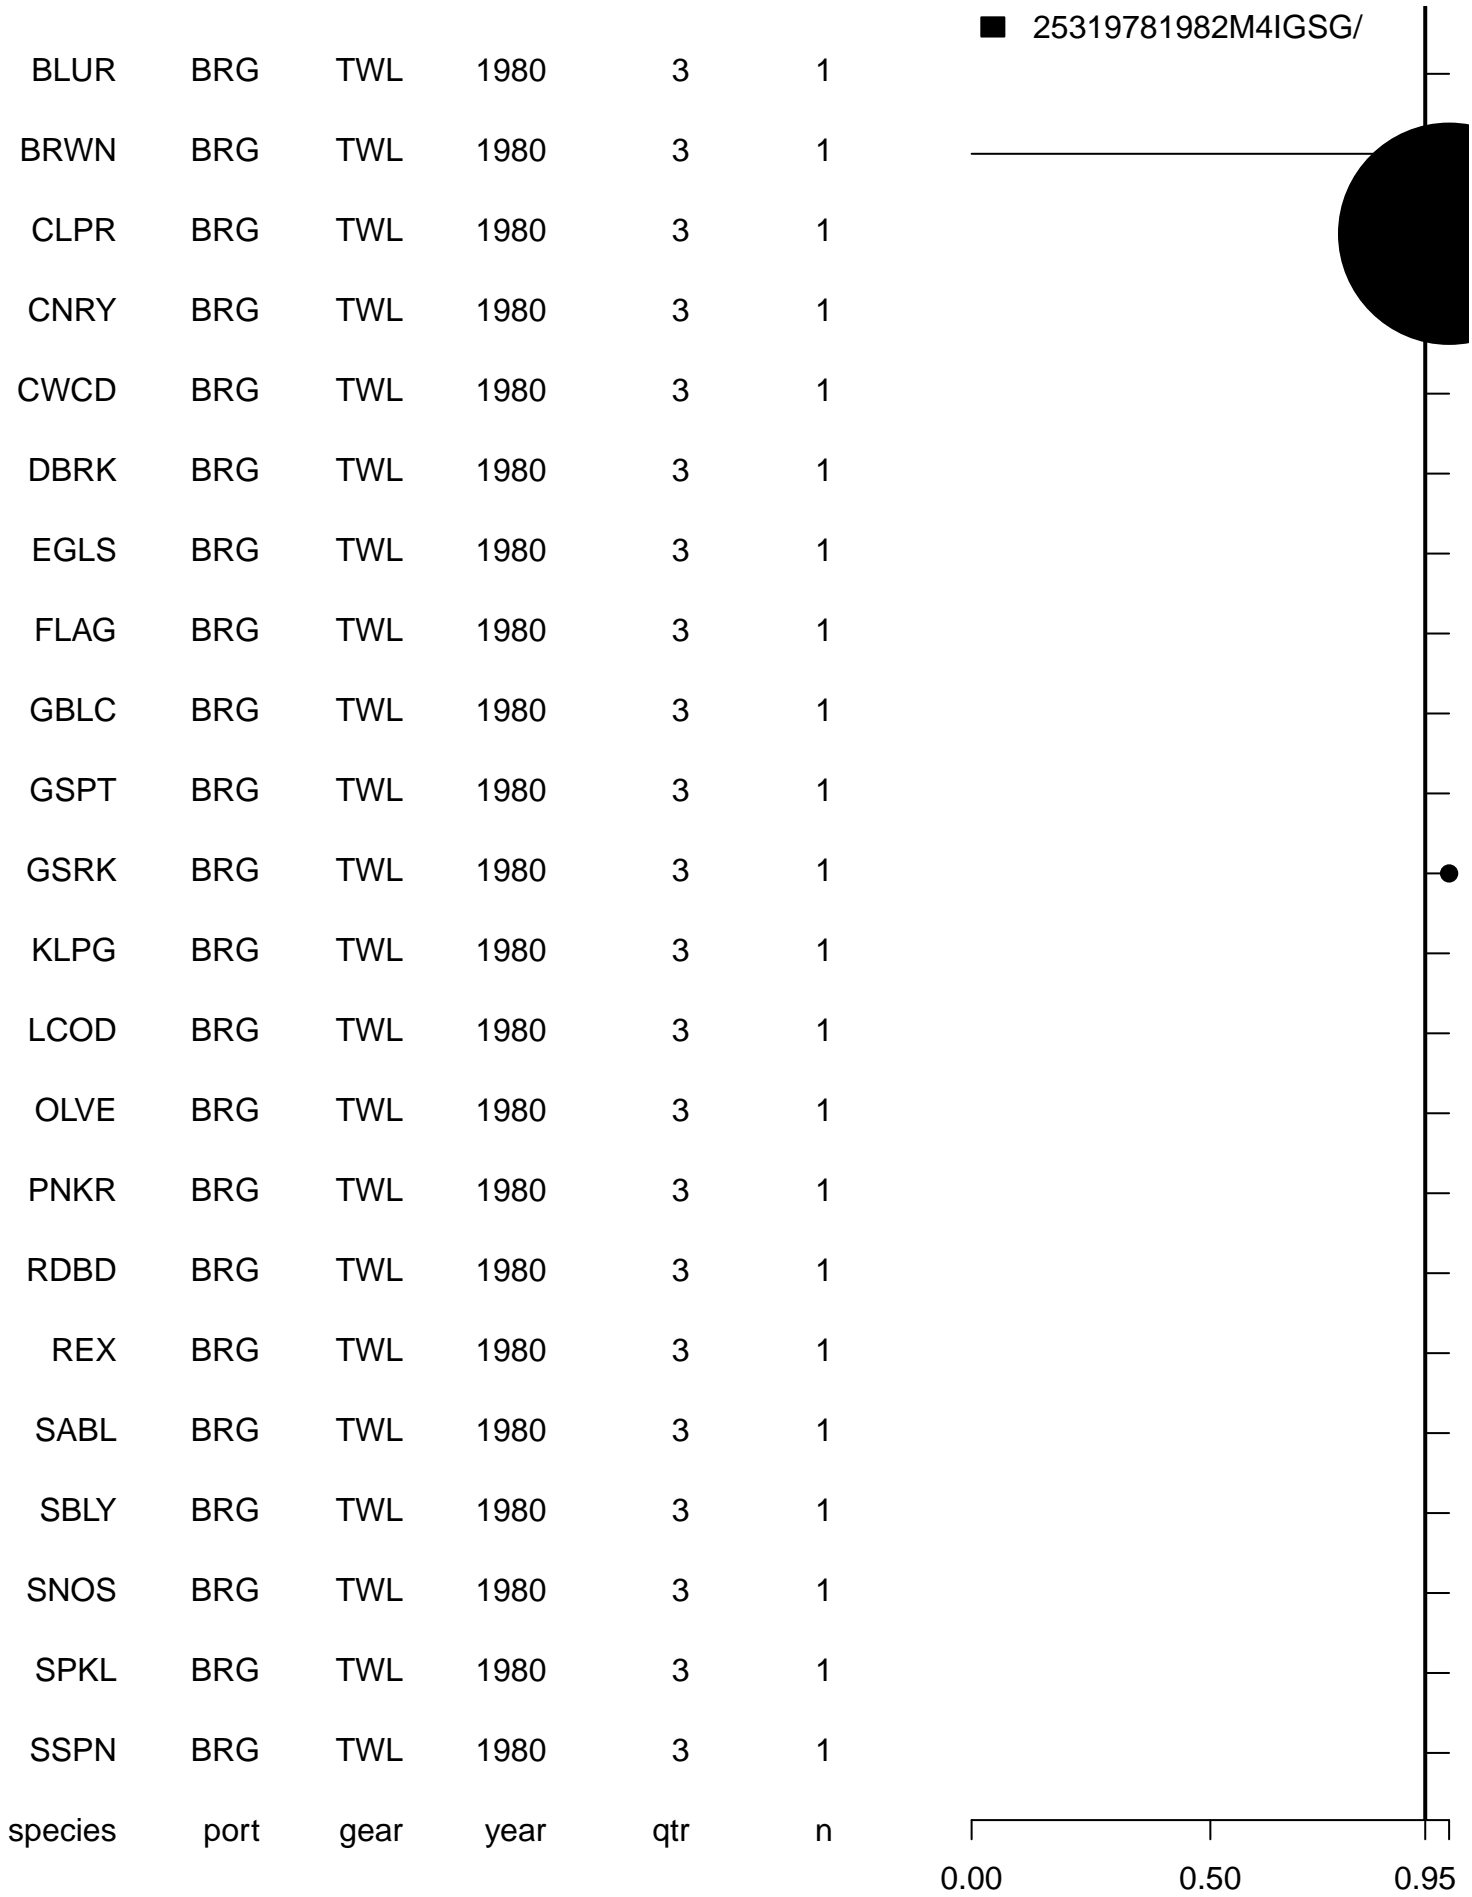 25319781982M4IGSG/
BLUR BRG TWL 1980 3 1
BRWN BRG TWL 1980 3 1
CLPR BRG TWL 1980 3 1
CNRY BRG TWL 1980 3 1
CWCD BRG TWL 1980 3 1
DBRK BRG TWL 1980 3 1
EGLS BRG TWL 1980 3 1
FLAG BRG TWL 1980 3 1
GBLC BRG TWL 1980 3 1
GSPT BRG TWL 1980 3 1
GSRK BRG TWL 1980 3 1
KLPG BRG TWL 1980 3 1
LCOD BRG TWL 1980 3 1
OLVE BRG TWL 1980 3 1
PNKR BRG TWL 1980 3 1
RDBD BRG TWL 1980 3 1
REX BRG TWL 1980 3 1
SABL BRG TWL 1980 3 1
SBLY BRG TWL 1980 3 1
SNOS BRG TWL 1980 3 1
SPKL BRG TWL 1980 3 1
SSPN BRG TWL 1980 3 1
species port gear year qtr n
0.00 0.50 0.95